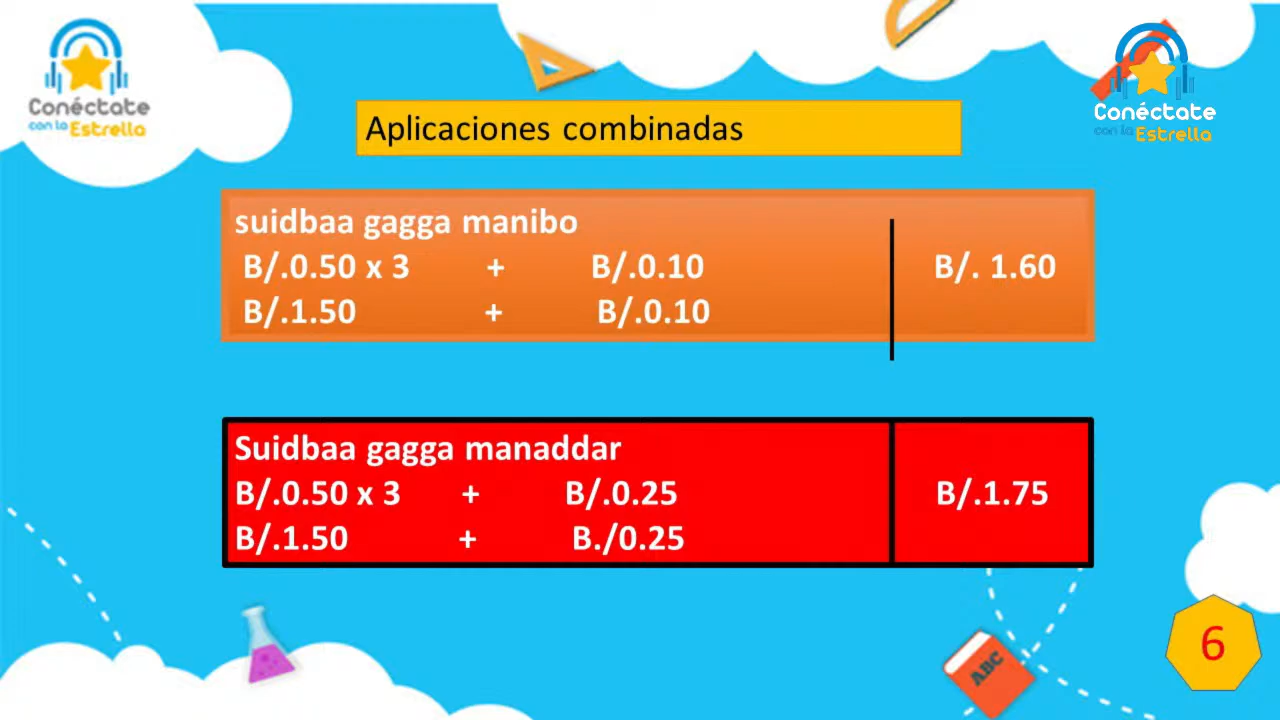 Conéctate
con la Estrella
Conéctate
con la Estrella
Aplicaciones combinadas
suidbaa gagga manibo
B/.0.50 x 3 + B/.0.10 B/. 1.60
B/.1.50 + B/.0.10
Suidbaa gagga manaddar
B/.0.50 x 3 + B/.0.25 B/.1.75
B/.1.50 + B./0.25
ABC
6